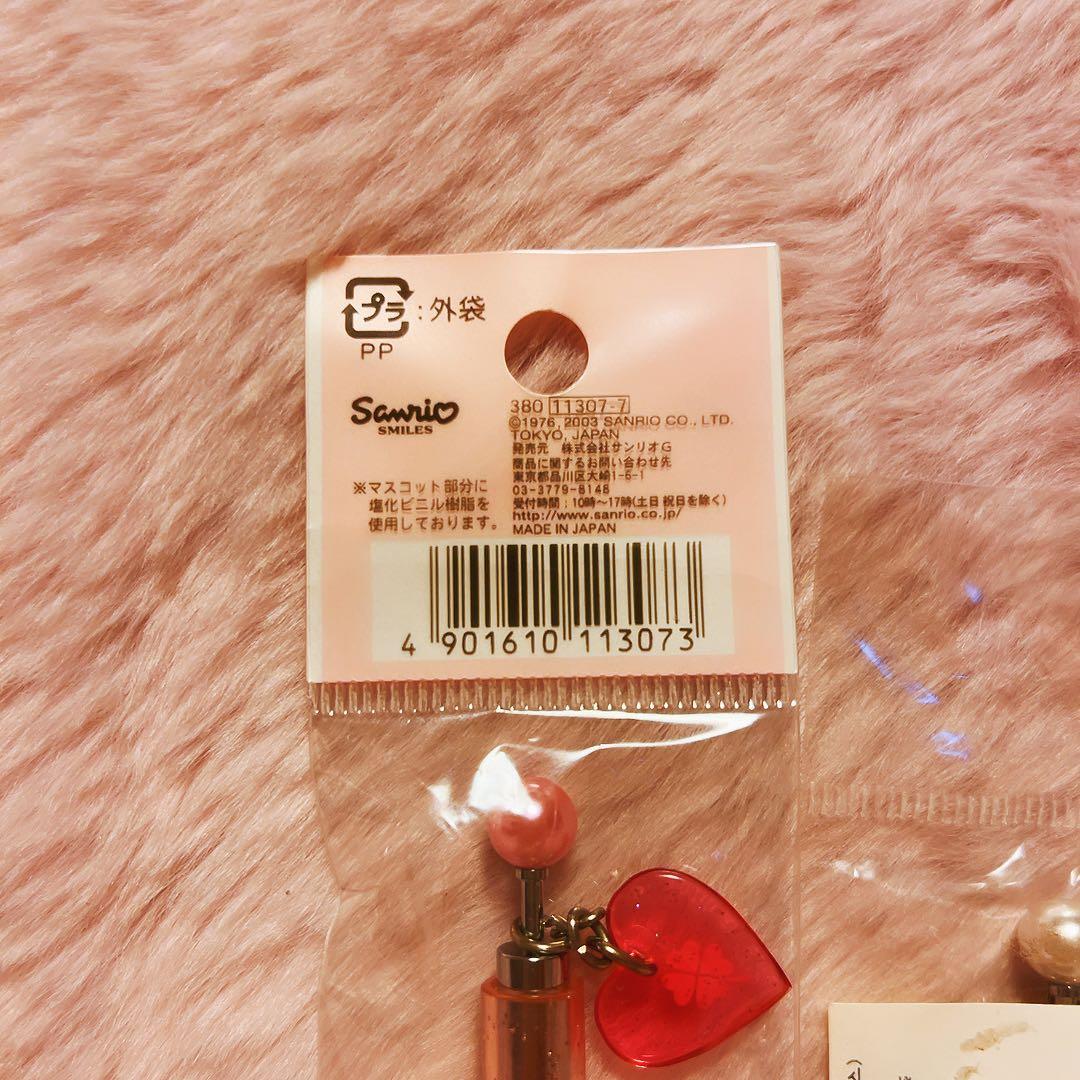 プラ : 外袋
PP
Sanrio
SMILES
※マスコット部分に
塩化ビニル樹脂を
使用しております。
380 11307-7
©1976, 2003 SANRIO CO., LTD.
TOKYO, JAPAN
発売元 株式会社サンリオG
商品に関するお問い合わせ先
東京都品川区大崎1-6-1
03-3779-8148
受付時間：10時〜17時(土日祝日を除く)
http://www.sanrio.co.jp/
MADE IN JAPAN
4 901610 113073